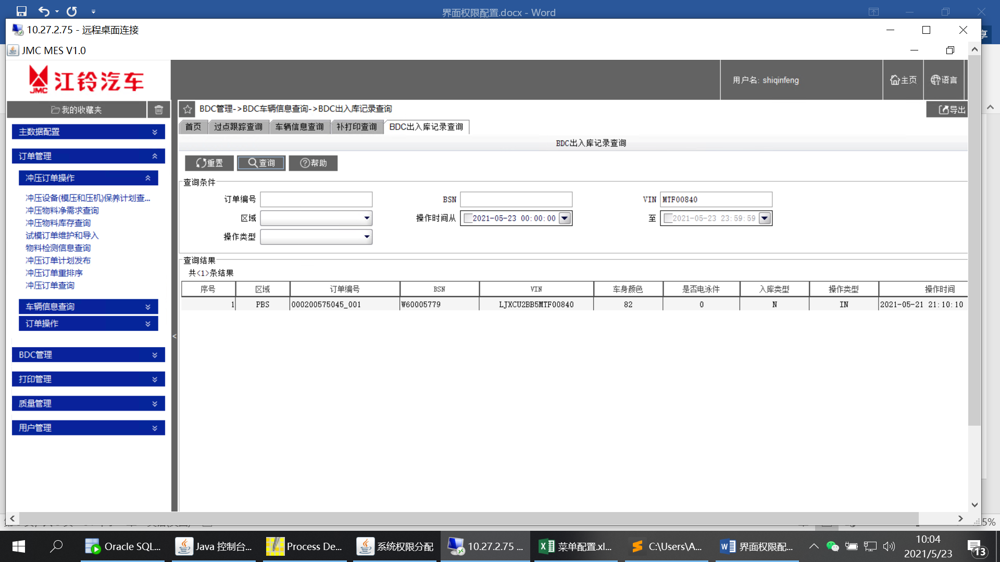 界面权限配置.docx - Word
10.27.2.75 - 远程桌面连接
享
JMC MES V1.0
JMC 江铃汽车
用户名: shiqinfeng
主页
语言
我的收藏夹
BDC管理->BDC车辆信息查询->BDC出入库记录查询
导出
首页 过点跟踪查询 车辆信息查询 补打印查询 BDC出入库记录查询
BDC出入库记录查询
重置 查询 帮助
主数据配置
订单管理
冲压订单操作
冲压设备(模压和压机)保养计划查...
冲压物料净需求查询
冲压物料库存查询
试模订单维护和导入
物料检测信息查询
冲压订单计划发布
冲压订单重排序
冲压订单查询
车辆信息查询
订单操作
BDC管理
打印管理
质量管理
用户管理
<
查询条件
订单编号 BSN VIN MTF00840
区域 操作时间从 2021-05-23 00:00:00 至 2021-05-23 23:59:59
操作类型
查询结果
共<1>条结果
序号 区域 订单编号 BSN VIN 车身颜色 是否电泳件 入库类型 操作类型 操作时间
1 PBS 000200575045_001 W60005779 LJXCU2BB5MTF00840 82 0 N IN 2021-05-21 21:10:10
5%
Oracle SQL... Java 控制台... Process De... 系统权限分配 10.27.2.75 ... 菜单配置.xl... C:\Users\A... 界面权限配...
10:04
2021/5/23
13